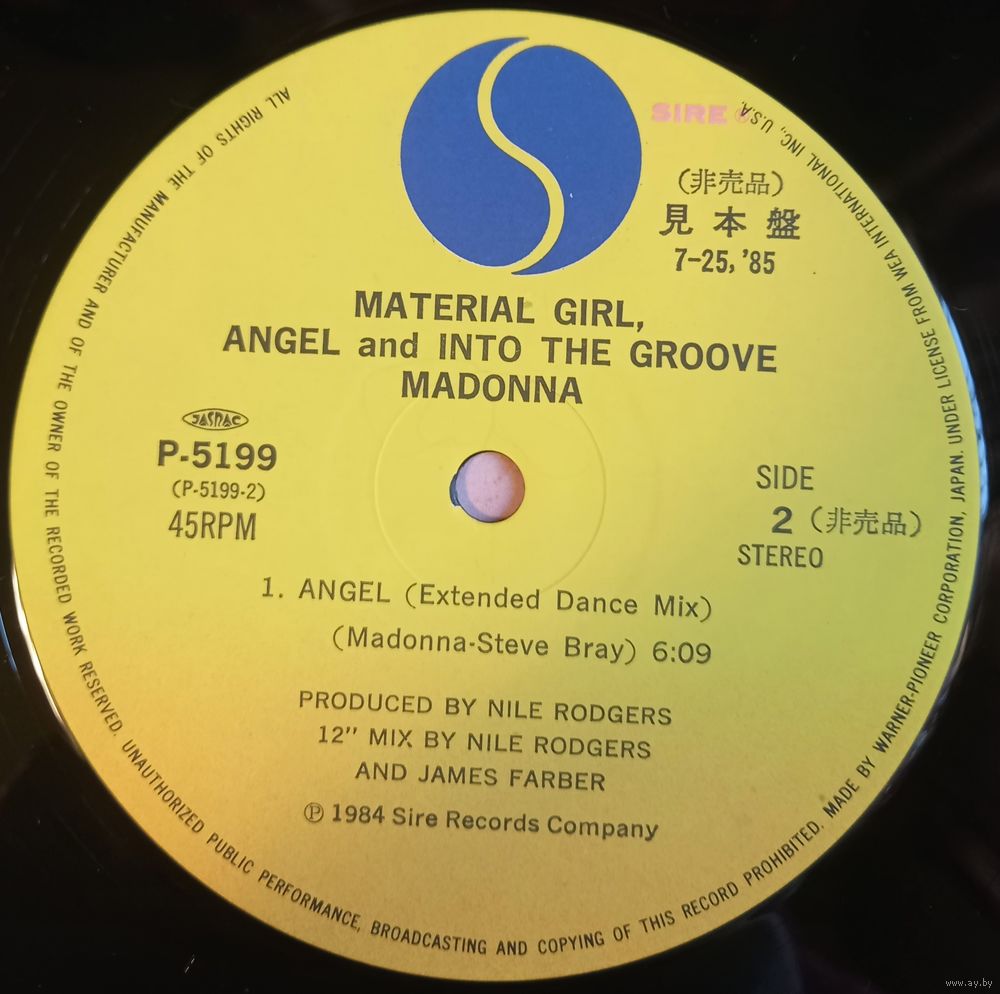 SIRE ®
(非売品)
見本盤
7-25,'85
MATERIAL GIRL,
ANGEL and INTO THE GROOVE
MADONNA
JASRAC
P-5199
(P-5199-2)
45RPM
SIDE
2 (非売品)
STEREO
1. ANGEL (Extended Dance Mix)
(Madonna-Steve Bray) 6:09
PRODUCED BY NILE RODGERS
12" MIX BY NILE RODGERS
AND JAMES FARBER
Ⓟ 1984 Sire Records Company
ALL RIGHTS OF THE MANUFACTURER AND OF THE OWNER OF THE RECORDED WORK RESERVED. UNAUTHORIZED PUBLIC PERFORMANCE, BROADCASTING AND COPYING OF THIS RECORD PROHIBITED. MADE BY WARNER-PIONEER CORPORATION, JAPAN. UNDER LICENSE FROM WEA INTERNATIONAL INC., U.S.A.
www.ay.by